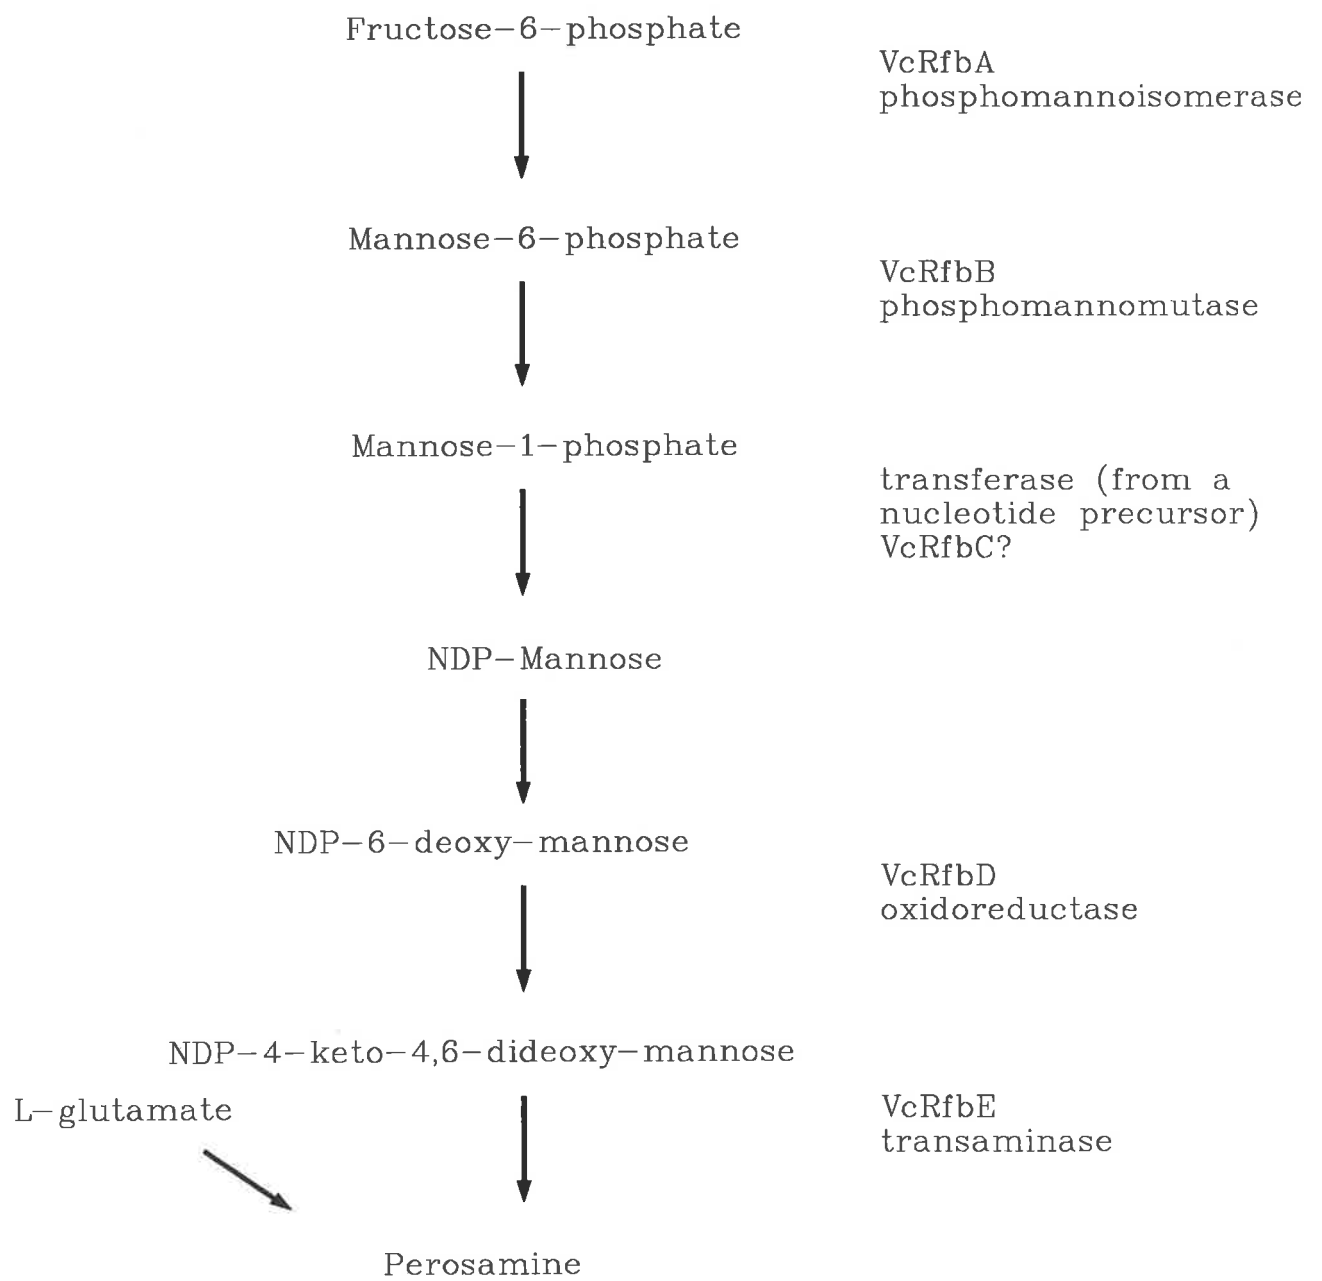 Fructose-6-phosphate
VcRfbA
phosphomannoisomerase
Mannose-6-phosphate
VcRfbB
phosphomannomutase
Mannose-1-phosphate
transferase (from a
nucleotide precursor)
VcRfbC?
NDP-Mannose
NDP-6-deoxy-mannose
VcRfbD
oxidoreductase
NDP-4-keto-4,6-dideoxy-mannose
L-glutamate
VcRfbE
transaminase
Perosamine